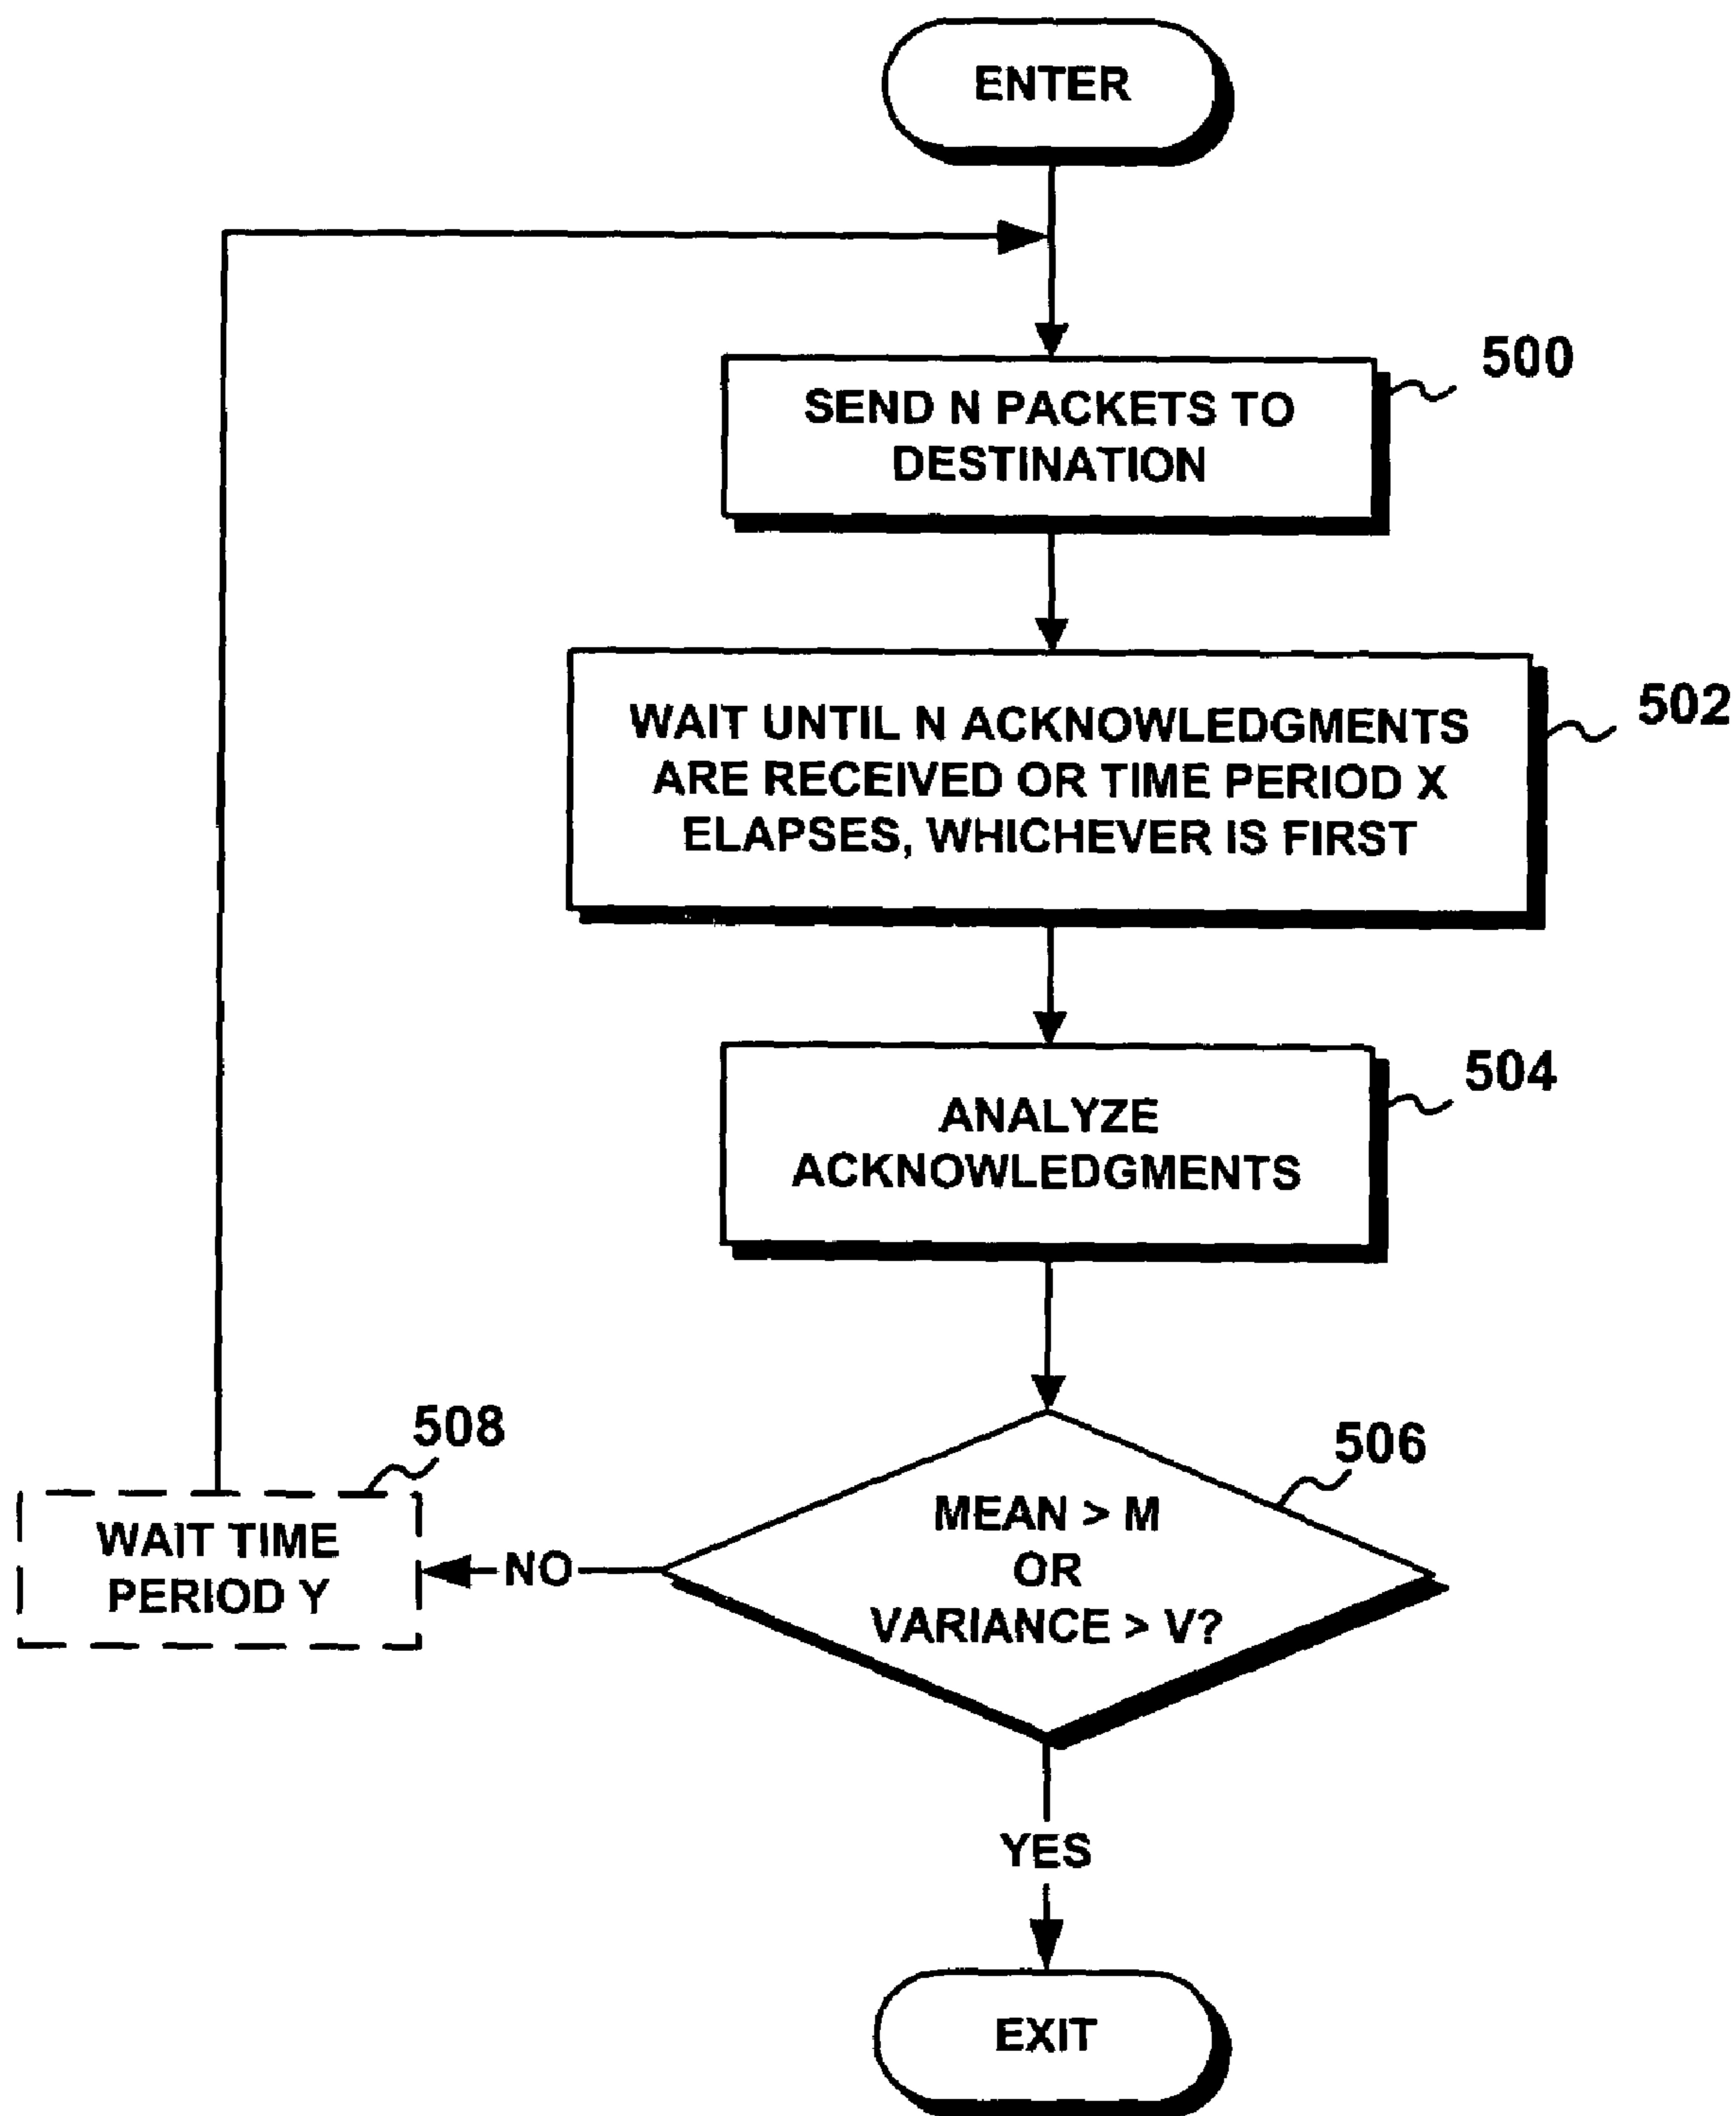 ENTER
500
SEND N PACKETS TO
DESTINATION
502
WAIT UNTIL N ACKNOWLEDGMENTS
ARE RECEIVED OR TIME PERIOD X
ELAPSES, WHICHEVER IS FIRST
504
ANALYZE
ACKNOWLEDGMENTS
508
WAIT TIME
PERIOD Y
NO
506
MEAN > M
OR
VARIANCE > V?
YES
EXIT